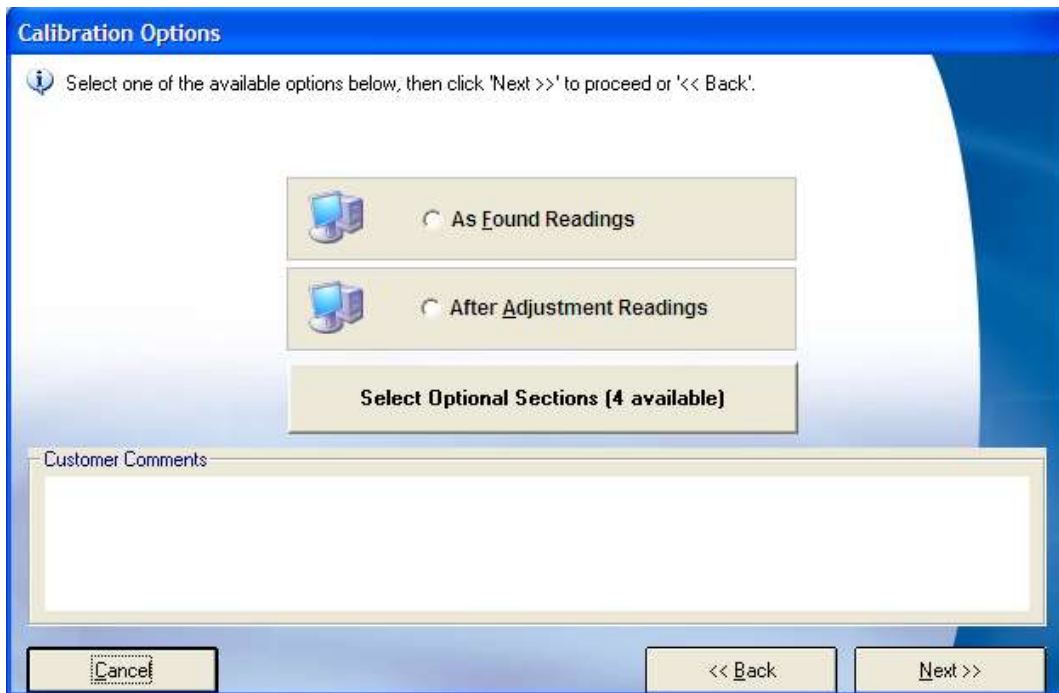 Calibration Options
Select one of the available options below, then click 'Next >>' to proceed or '<< Back'.
As Found Readings
After Adjustment Readings
Select Optional Sections (4 available)
Customer Comments
Cancel
<< Back
Next >>